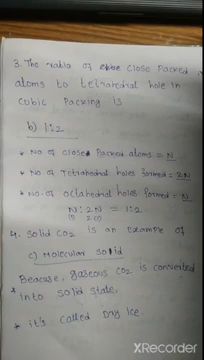 3. The ratio of close Packed
atoms to tetrahedral hole in
cubic packing is
b) 1:2
* No of close Packed atoms = N
* No of Tetrahedral holes formed = 2N
* No. of octahedral holes formed = N
N : 2N = 1:2
4. Solid CO2 is an Example of
c) Molecular solid
Beacuse, gaseous CO2 is converted
into solid state.
* it's called Dry Ice
XRecorder